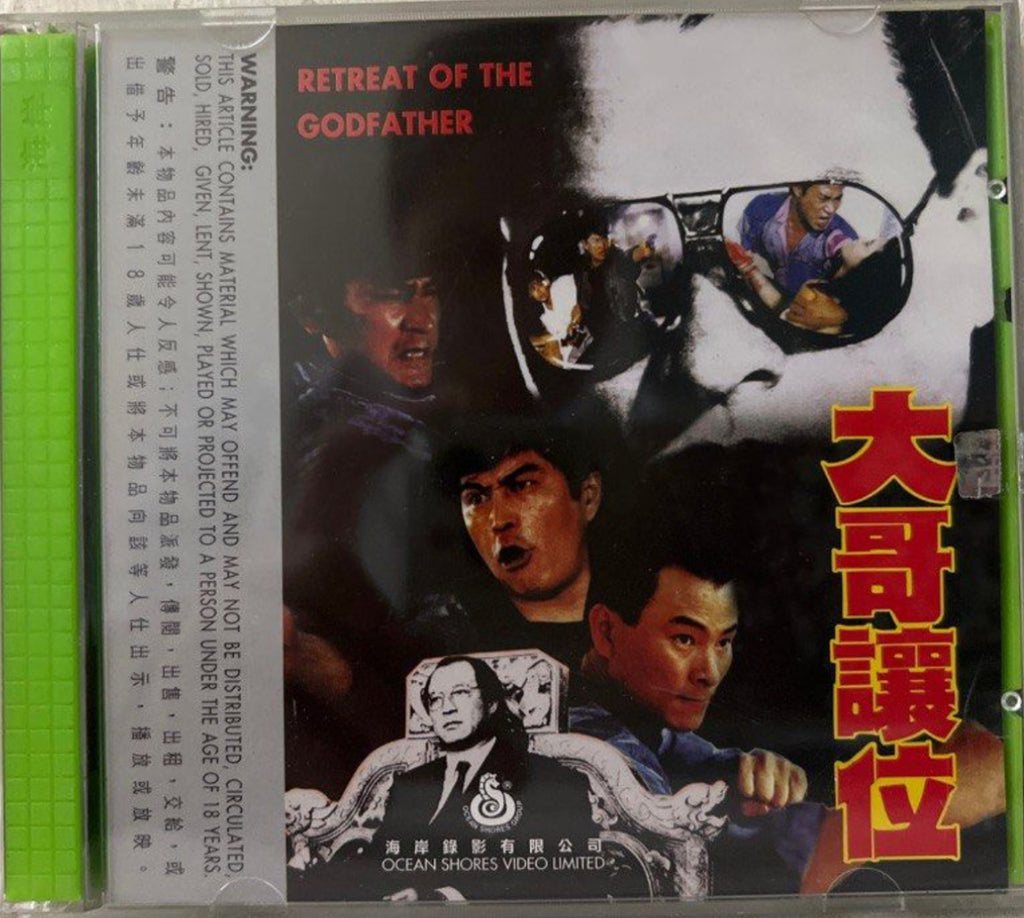 WARNING:
THIS ARTICLE CONTAINS MATERIAL WHICH MAY OFFEND AND MAY NOT BE DISTRIBUTED, CIRCULATED,
SOLD, HIRED, GIVEN, LENT, SHOWN, PLAYED OR PROJECTED TO A PERSON UNDER THE AGE OF 18 YEARS.
警告：本物品內容可能令人反感；不可將本物品派發，傳閱，出售，出租，交給，或
出借予年齡未滿18歲人仕或將本物品向該等人仕出示，播放或放映。
RETREAT OF THE
GODFATHER
大哥讓位
®
OCEAN SHORES GROUP
海岸錄影有限公司
OCEAN SHORES VIDEO LIMITED